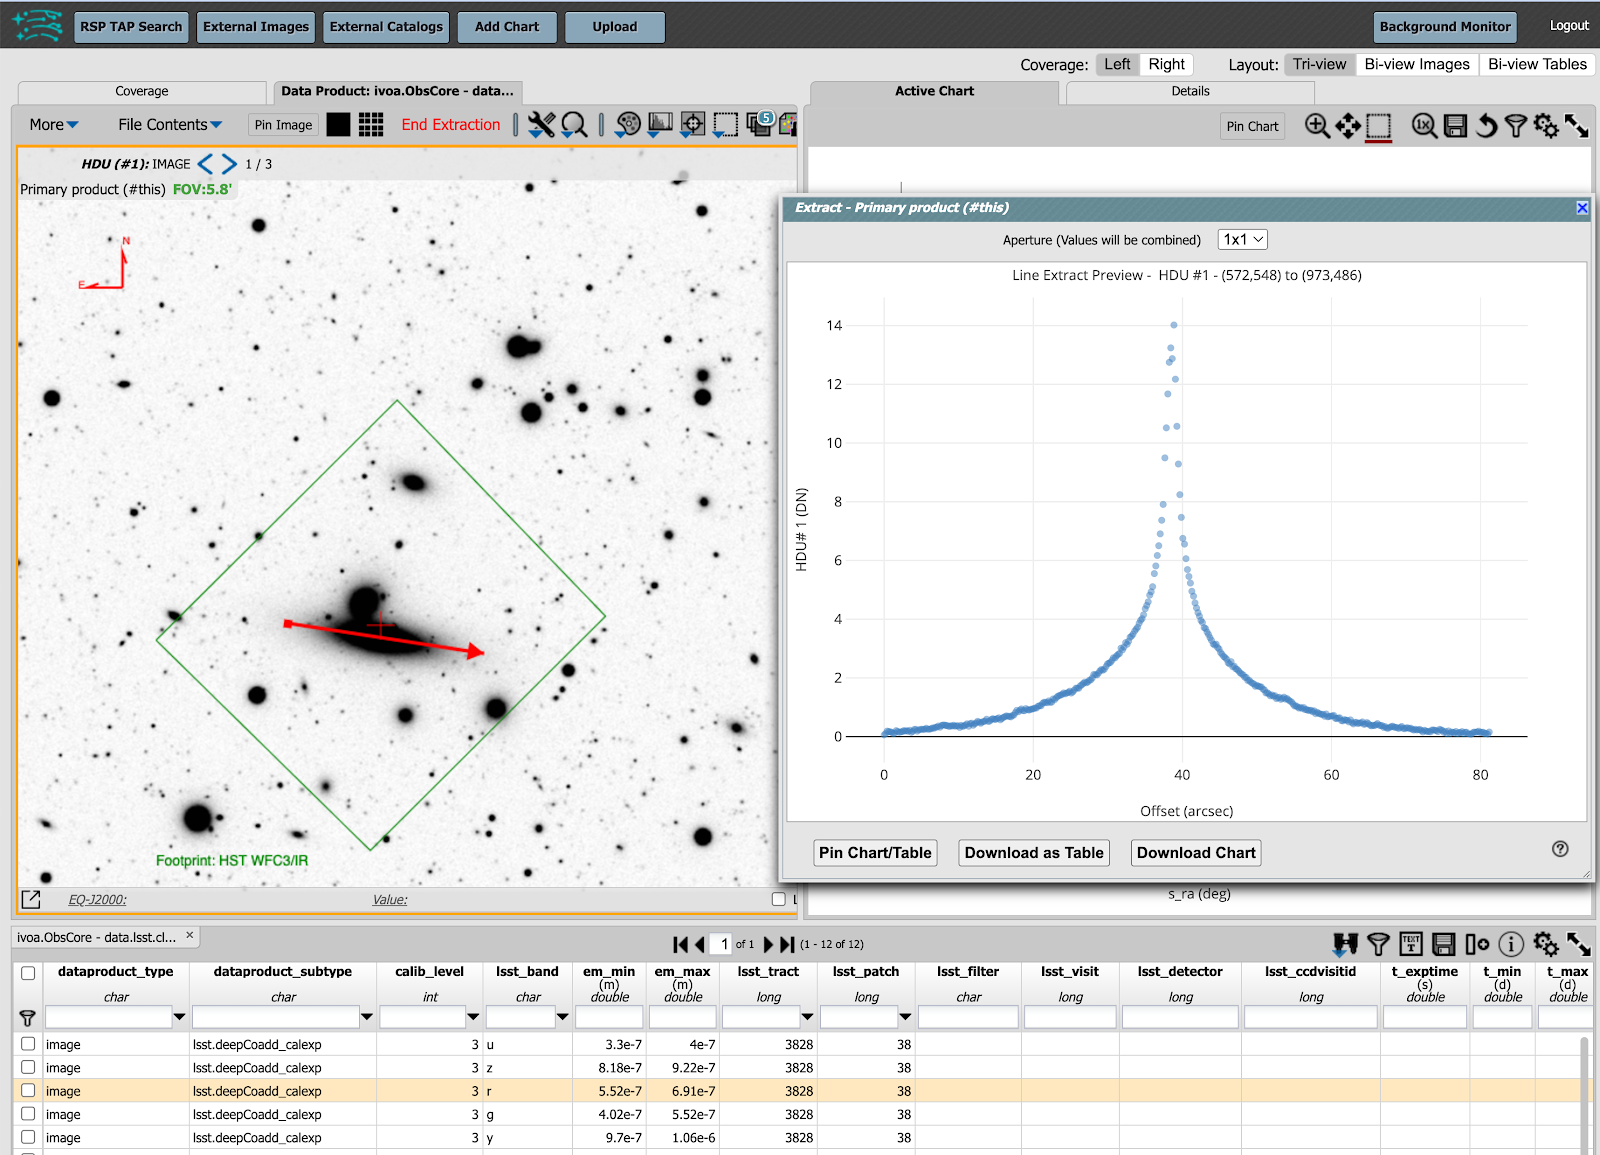 RSP TAP Search External Images External Catalogs Add Chart Upload Background Monitor Logout
Coverage: Left Right Layout: Tri-view Bi-view Images Bi-view Tables
Coverage Data Product: ivoa.ObsCore - data... Active Chart Details
More File Contents Pin Image End Extraction 5 Pin Chart 1x
HDU (#1): IMAGE 1 / 3
Primary product (#this) FOV:5.8'
N
E
Footprint: HST WFC3/IR
EQ-J2000: Value:
Extract - Primary product (#this)
Aperture (Values will be combined) 1x1
Line Extract Preview - HDU #1 - (572,548) to (973,486)
14
12
10
8
6
4
2
0
HDU# 1 (DN)
0 20 40 60 80
Offset (arcsec)
Pin Chart/Table Download as Table Download Chart
s_ra (deg)
ivoa.ObsCore - data.lsst.cl... × 1 of 1 (1 - 12 of 12) TEXT
dataproduct_type dataproduct_subtype calib_level lsst_band em_min em_max lsst_tract lsst_patch lsst_filter lsst_visit lsst_detector lsst_ccdvisitid t_exptime t_min t_max
(m) (m) (s) (d) (d)
char char int char double double long long char long long long double double double
image lsst.deepCoadd_calexp 3 u 3.3e-7 4e-7 3828 38
image lsst.deepCoadd_calexp 3 z 8.18e-7 9.22e-7 3828 38
image lsst.deepCoadd_calexp 3 r 5.52e-7 6.91e-7 3828 38
image lsst.deepCoadd_calexp 3 g 4.02e-7 5.52e-7 3828 38
image lsst.deepCoadd_calexp 3 y 9.7e-7 1.06e-6 3828 38